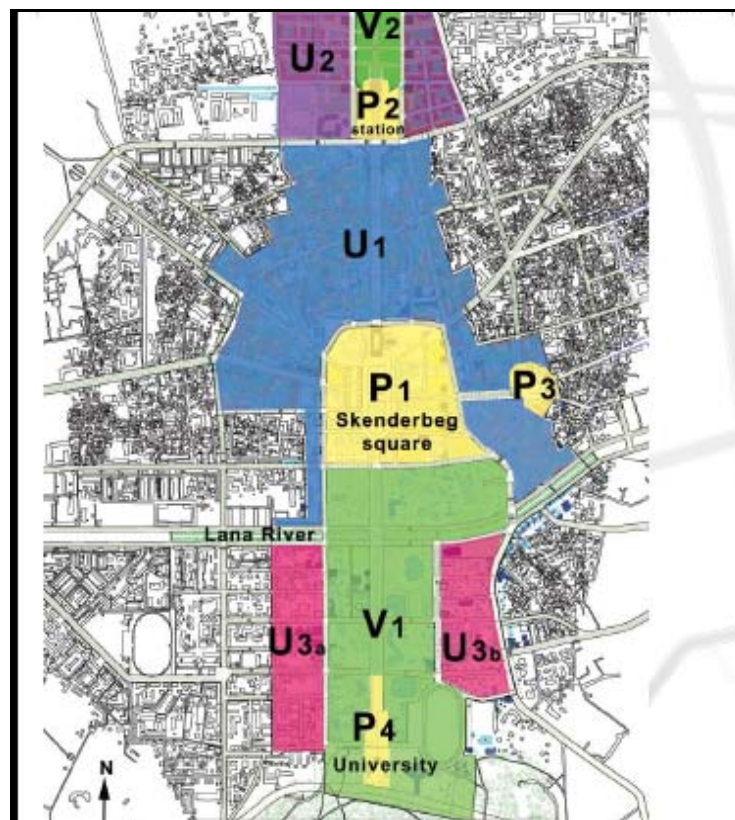 V2
U2
P2
station
U1
P1
P3
Skenderbeg
square
Lana River
V1
U3a
U3b
P4
University
N